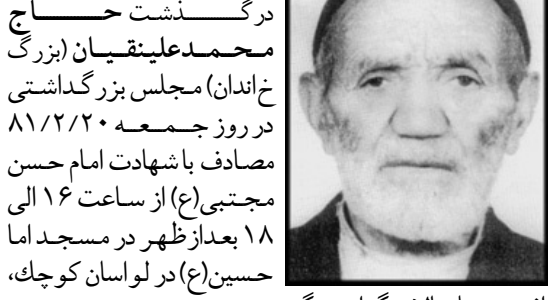 درگذشت حاج
محمدعلینقیان (بزرگ
خاندان) مجلس بزرگداشتی
در روز جمعه ۸۱/۲/۲۰
مصادف با شهادت امام حسن
مجتبی(ع) از ساعت ۱۶ الی
۱۸ بعدازظهر در مسجد اما
حسین(ع) در لواسان کوچك،